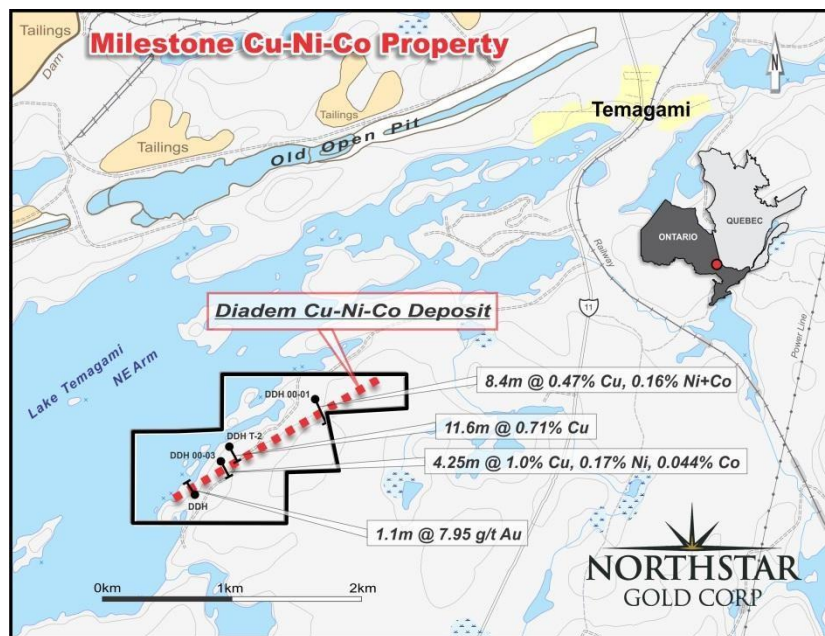 Milestone Cu-Ni-Co Property
Tailings
Dam
Tailings
Tailings
Old Open Pit
Temagami
N
ONTARIO
QUEBEC
Railway
11
Power Line
Lake Temagami
NE Arm
Diadem Cu-Ni-Co Deposit
DDH 00-01
8.4m @ 0.47% Cu, 0.16% Ni+Co
DDH T-2
11.6m @ 0.71% Cu
DDH 00-03
4.25m @ 1.0% Cu, 0.17% Ni, 0.044% Co
DDH
1.1m @ 7.95 g/t Au
0km
1km
2km
NORTHSTAR
GOLD CORP